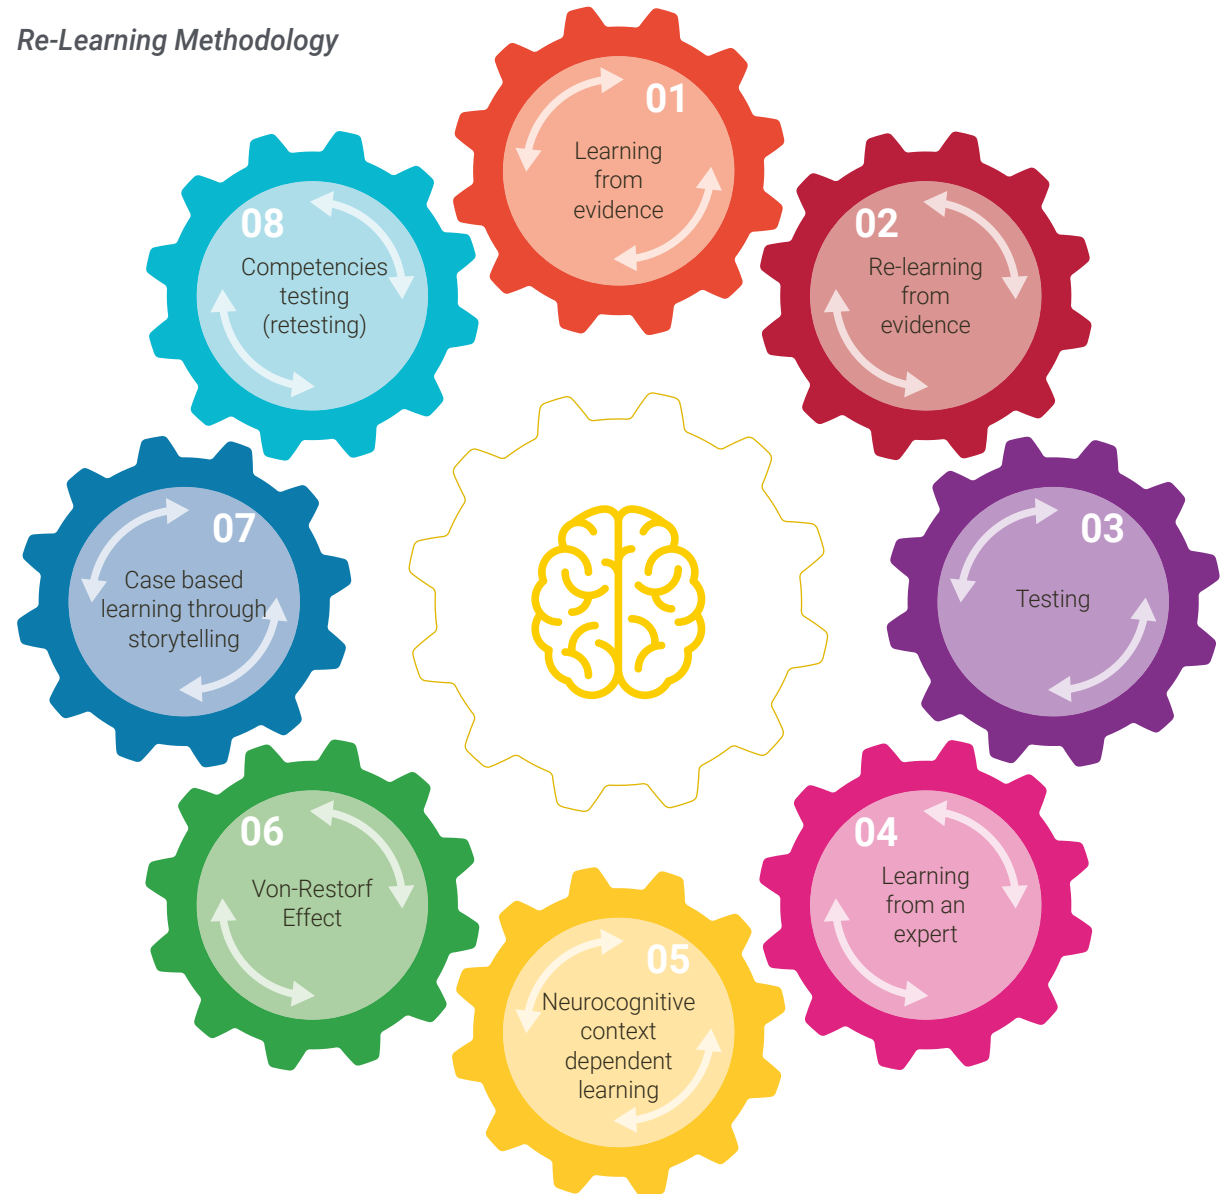 Re-Learning Methodology
01
Learning
from
evidence
02
Re-learning
from
evidence
03
Testing
04
Learning
from an
expert
05
Neurocognitive
context
dependent
learning
06
Von-Restorf
Effect
07
Case based
learning through
storytelling
08
Competencies
testing
(retesting)